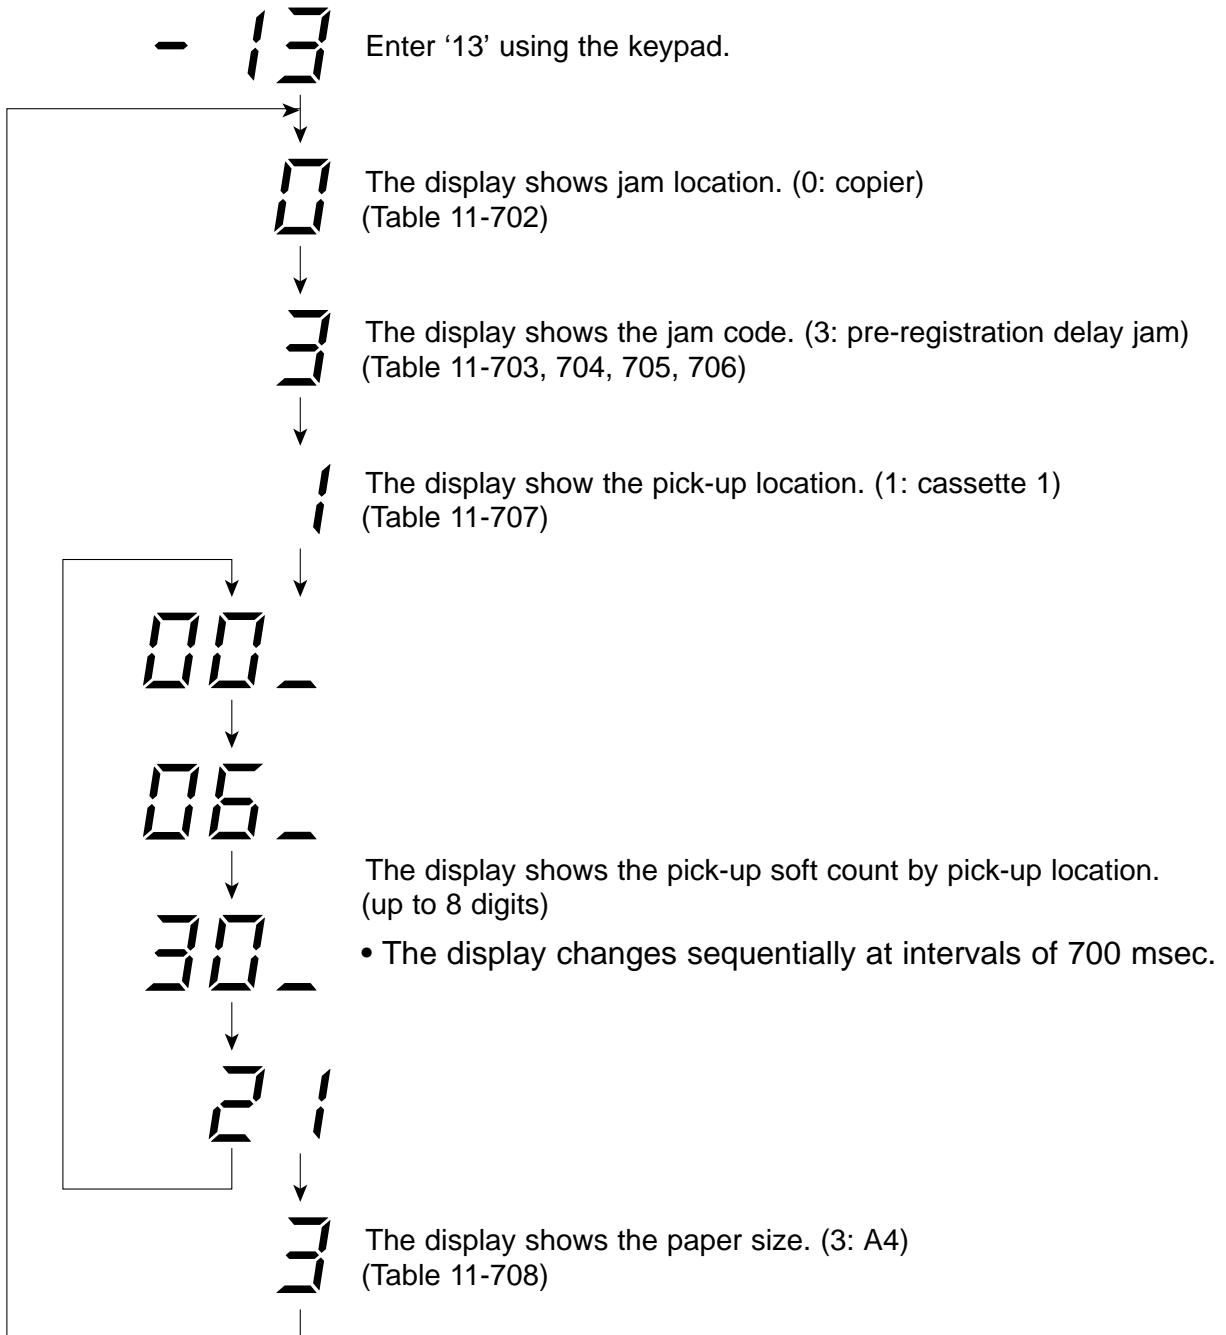 - 13
Enter ‘13’ using the keypad.
0
The display shows jam location. (0: copier)
(Table 11-702)
3
The display shows the jam code. (3: pre-registration delay jam)
(Table 11-703, 704, 705, 706)
1
The display show the pick-up location. (1: cassette 1)
(Table 11-707)
00_
06_
The display shows the pick-up soft count by pick-up location.
(up to 8 digits)
30_
• The display changes sequentially at intervals of 700 msec.
21
3
The display shows the paper size. (3: A4)
(Table 11-708)